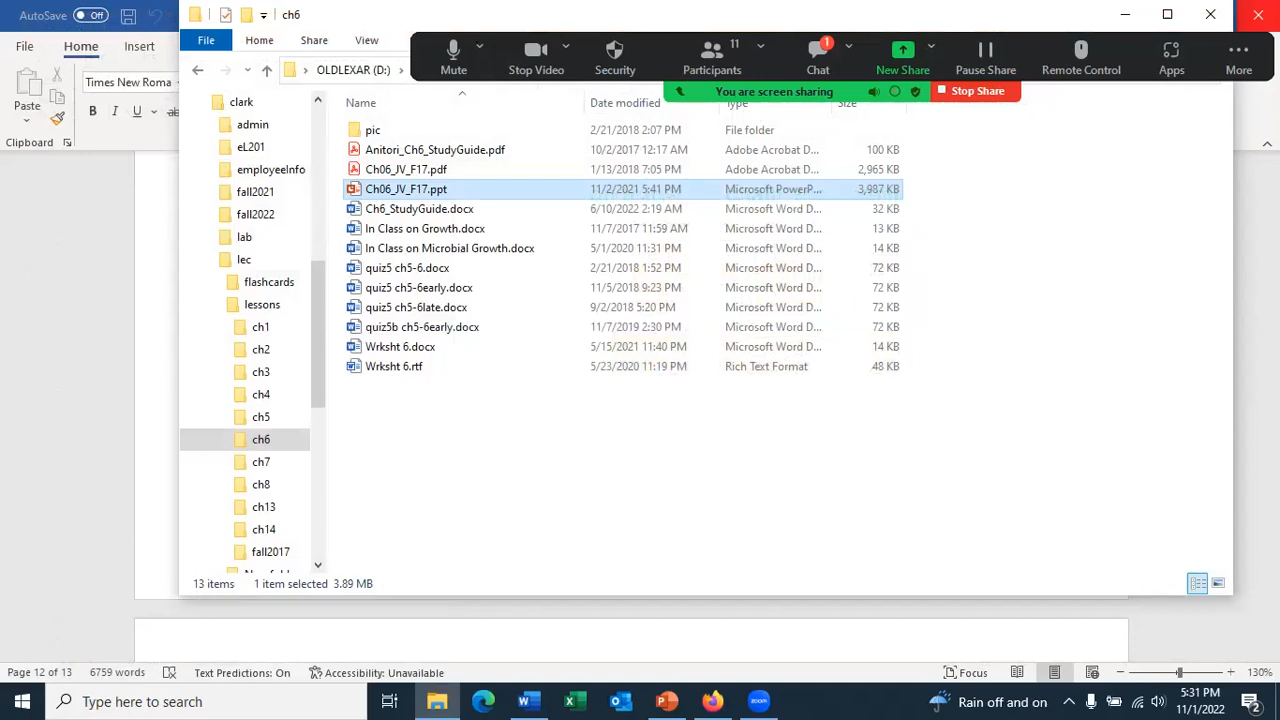 AutoSave Off
ch6
File Home Insert
File Home Share View
OLDLEXAR (D:)
Mute Stop Video Security Participants 11 Chat 1 New Share Pause Share Remote Control Apps More
You are screen sharing Stop Share
Paste
Times New Roma
B I U ab
Clipboard
clark
admin
eL201
employeeInfo
fall2021
fall2022
lab
lec
flashcards
lessons
ch1
ch2
ch3
ch4
ch5
ch6
ch7
ch8
ch13
ch14
fall2017
Name Date modified Type Size
pic 2/21/2018 2:07 PM File folder
Anitori_Ch6_StudyGuide.pdf 10/2/2017 12:17 AM Adobe Acrobat D... 100 KB
Ch06_JV_F17.pdf 1/13/2018 7:05 PM Adobe Acrobat D... 2,965 KB
Ch06_JV_F17.ppt 11/2/2021 5:41 PM Microsoft PowerP... 3,987 KB
Ch6_StudyGuide.docx 6/10/2022 2:19 AM Microsoft Word D... 32 KB
In Class on Growth.docx 11/7/2017 11:59 AM Microsoft Word D... 13 KB
In Class on Microbial Growth.docx 5/1/2020 11:31 PM Microsoft Word D... 14 KB
quiz5 ch5-6.docx 2/21/2018 1:52 PM Microsoft Word D... 72 KB
quiz5 ch5-6early.docx 11/5/2018 9:23 PM Microsoft Word D... 72 KB
quiz5 ch5-6late.docx 9/2/2018 5:20 PM Microsoft Word D... 72 KB
quiz5b ch5-6early.docx 11/7/2019 2:30 PM Microsoft Word D... 72 KB
Wrksht 6.docx 5/15/2021 11:40 PM Microsoft Word D... 14 KB
Wrksht 6.rtf 5/23/2020 11:19 PM Rich Text Format 48 KB
13 items 1 item selected 3.89 MB
Page 12 of 13 6759 words Text Predictions: On Accessibility: Unavailable Focus 130%
Type here to search
zoom
Rain off and on
5:31 PM
11/1/2022
2